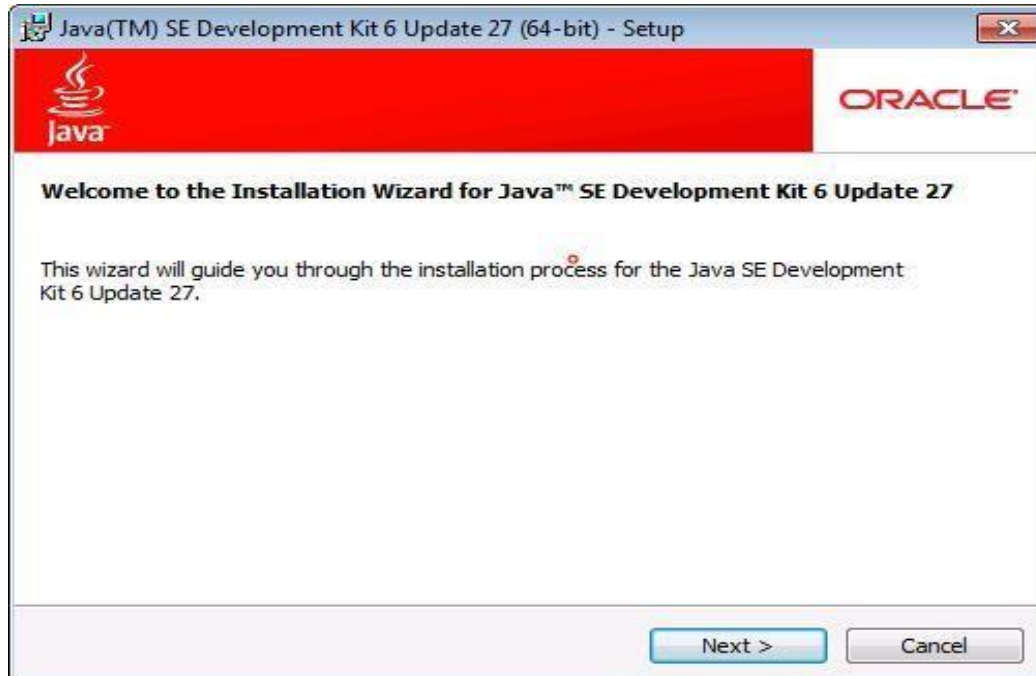 Java(TM) SE Development Kit 6 Update 27 (64-bit) - Setup
Java™
ORACLE®
Welcome to the Installation Wizard for Java™ SE Development Kit 6 Update 27
This wizard will guide you through the installation process for the Java SE Development
Kit 6 Update 27.
Next >
Cancel